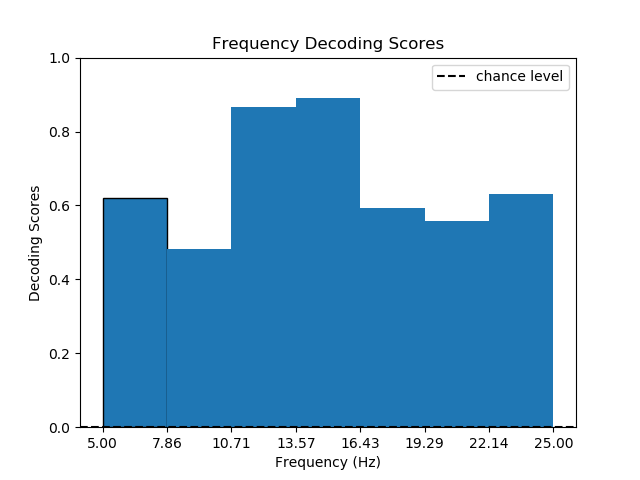 Frequency Decoding Scores
chance level
1.0
0.8
0.6
0.4
0.2
0.0
Decoding Scores
5.00 7.86 10.71 13.57 16.43 19.29 22.14 25.00
Frequency (Hz)